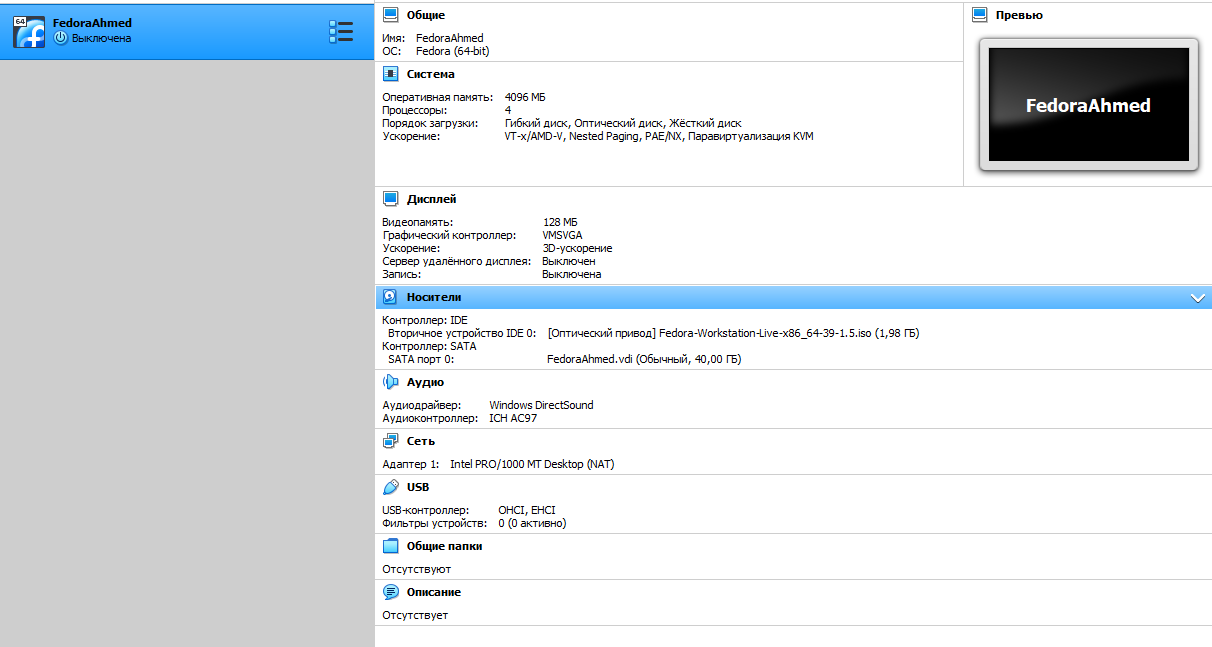 64
FedoraAhmed
Выключена
Общие
Имя: FedoraAhmed
ОС: Fedora (64-bit)
Система
Оперативная память: 4096 МБ
Процессоры: 4
Порядок загрузки: Гибкий диск, Оптический диск, Жёсткий диск
Ускорение: VT-x/AMD-V, Nested Paging, PAE/NX, Паравиртуализация KVM
Превью
FedoraAhmed
Дисплей
Видеопамять: 128 МБ
Графический контроллер: VMSVGA
Ускорение: 3D-ускорение
Сервер удалённого дисплея: Выключен
Запись: Выключена
Носители
Контроллер: IDE
Вторичное устройство IDE 0: [Оптический привод] Fedora-Workstation-Live-x86_64-39-1.5.iso (1,98 ГБ)
Контроллер: SATA
SATA порт 0: FedoraAhmed.vdi (Обычный, 40,00 ГБ)
Аудио
Аудиодрайвер: Windows DirectSound
Аудиоконтроллер: ICH AC97
Сеть
Адаптер 1: Intel PRO/1000 MT Desktop (NAT)
USB
USB-контроллер: OHCI, EHCI
Фильтры устройств: 0 (0 активно)
Общие папки
Отсутствуют
Описание
Отсутствует